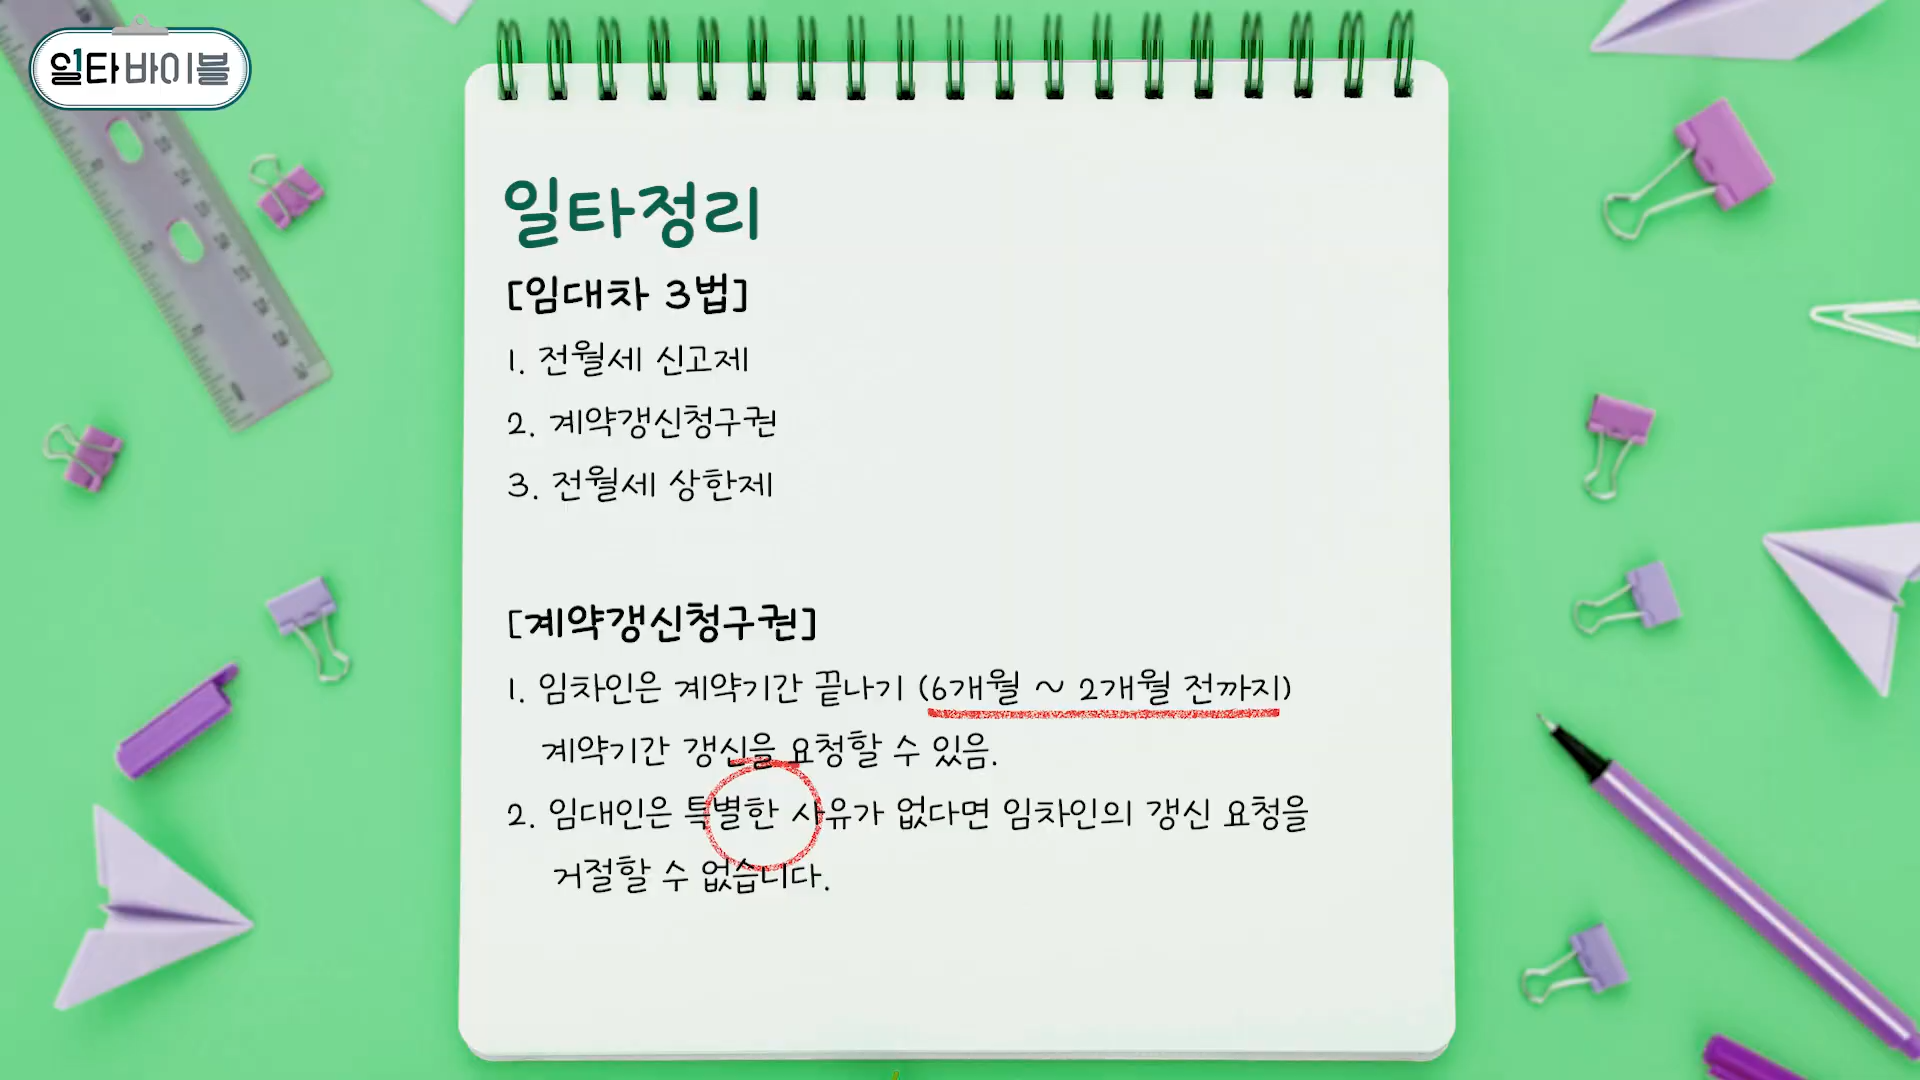 일타바이블
일타정리
[임대차 3법]
1. 전월세 신고제
2. 계약갱신청구권
3. 전월세 상한제
[계약갱신청구권]
1. 임차인은 계약기간 끝나기 (6개월 ~ 2개월 전까지)
계약기간 갱신을 요청할 수 있음.
2. 임대인은 특별한 사유가 없다면 임차인의 갱신 요청을
거절할 수 없습니다.